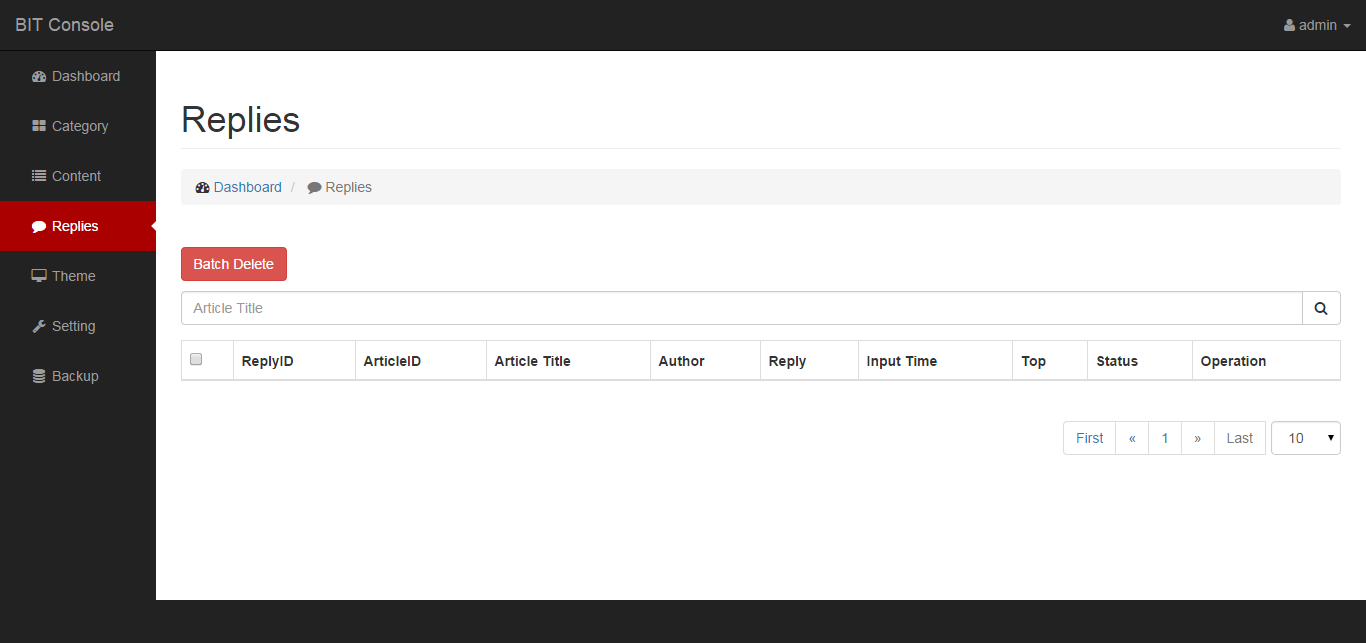 BIT Console
admin
Dashboard
Category
Content
Replies
Theme
Setting
Backup
Replies
Dashboard / Replies
Batch Delete
Article Title
ReplyID ArticleID Article Title Author Reply Input Time Top Status Operation
First « 1 » Last 10